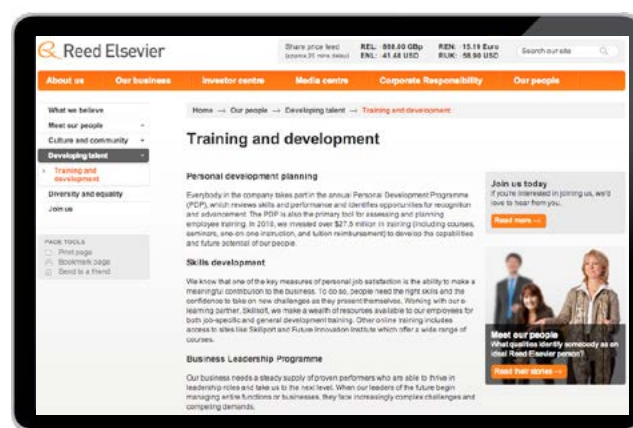 Reed Elsevier
Share price feed
(approx 20 mins delay)
REL:
ENL:
GBp
USD
REN:
RUK:
Euro
USD
Search our site
About us Our business Investor centre Media centre Corporate Responsibility Our people
What we believe
Meet our people
Culture and community
Developing talent
Training and
development
Diversity and equality
Join us
PAGE TOOLS
Print page
Bookmark page
Send to a friend
Home → Our people → Developing talent → Training and development
Training and development
Personal development planning
Everybody in the company takes part in the annual Personal Development Programme
(PDP), which reviews skills and performance and identifies opportunities for recognition
and advancement. The PDP is also the primary tool for assessing and planning
employee training. In 2010, we invested over $27.5 million in training (including courses,
seminars, one-on one instruction, and tuition reimbursement) to develop the capabilities
and future potential of our people.
Skills development
We know that one of the key measures of personal job satisfaction is the ability to make a
meaningful contribution to the business. To do so, people need the right skills and the
confidence to take on new challenges as they present themselves. Working with our e-
learning partner, Skillsoft, we make a wealth of resources available to our employees for
both job-specific and general development training. Other online training includes
access to sites like Skillport and Future Innovation Institute which offer a wide range of
courses.
Business Leadership Programme
Our business needs a steady supply of proven performers who are able to thrive in
leadership roles and take us to the next level. When our leaders of the future begin
managing entire functions or businesses, they face increasingly complex challenges and
competing demands.
Join us today
If you're interested in joining us, we'd
love to hear from you.
Read more →
Meet our people
What qualities identify somebody as an
ideal Reed Elsevier person?
Read their stories →